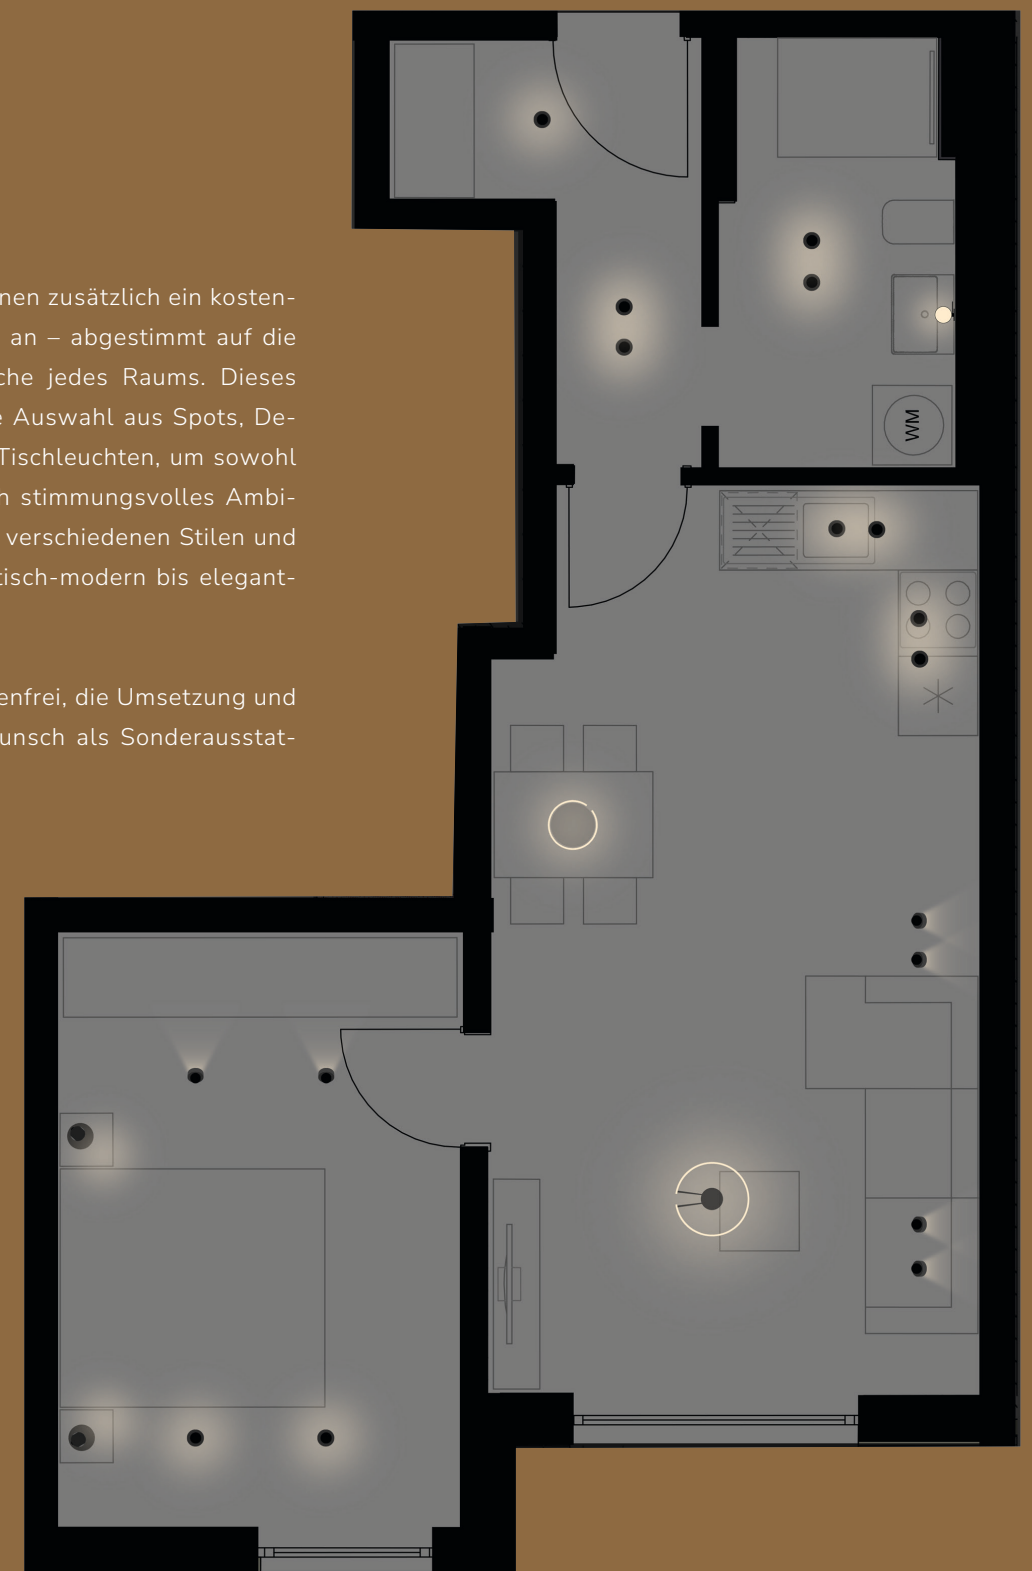 nen zusätzlich ein kosten-
an – abgestimmt auf die
che jedes Raums. Dieses
e Auswahl aus Spots, De-
Tischleuchten, um sowohl
n stimmungsvolles Ambi-
verschiedenen Stilen und
tisch-modern bis elegant-
enfrei, die Umsetzung und
unsch als Sonderausstat-
WM